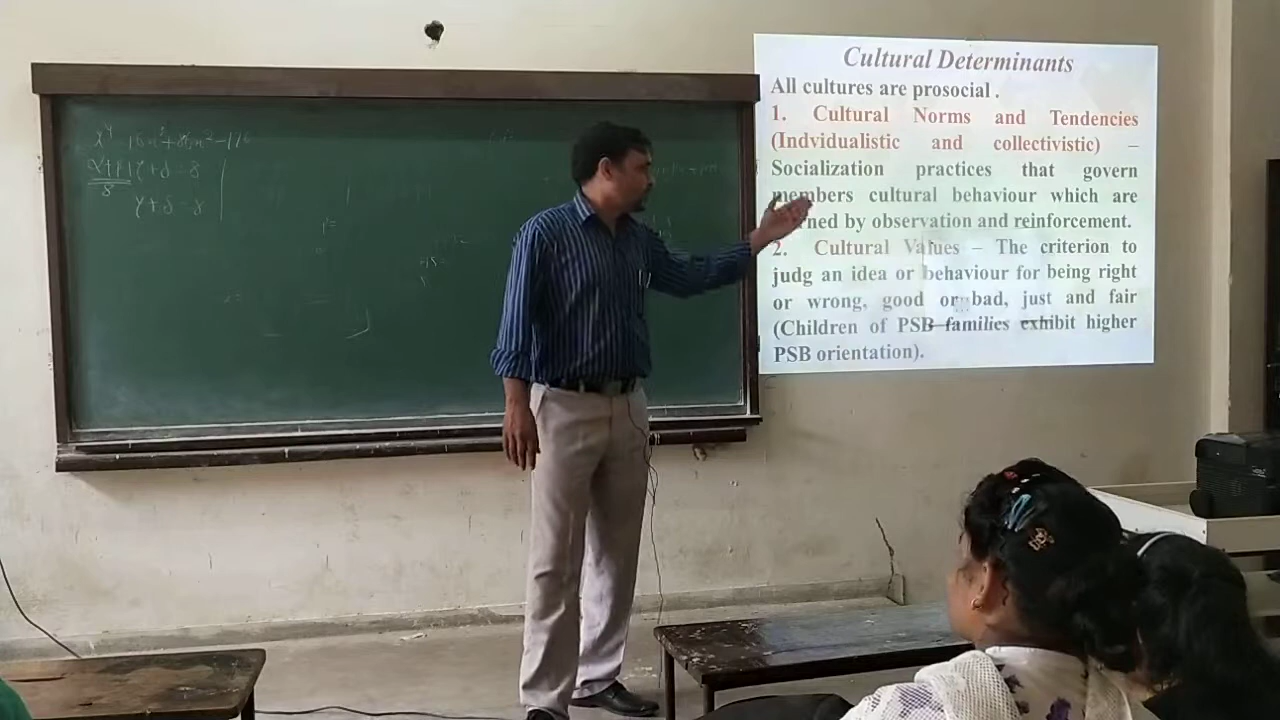 Cultural Determinants
All cultures are prosocial .
1. Cultural Norms and Tendencies
(Indvidualistic and collectivistic) –
Socialization practices that govern
members cultural behaviour which are
rned by observation and reinforcement.
2. Cultural Values – The criterion to
judg an idea or behaviour for being right
or wrong, good or bad, just and fair
(Children of PSB families exhibit higher
PSB orientation).